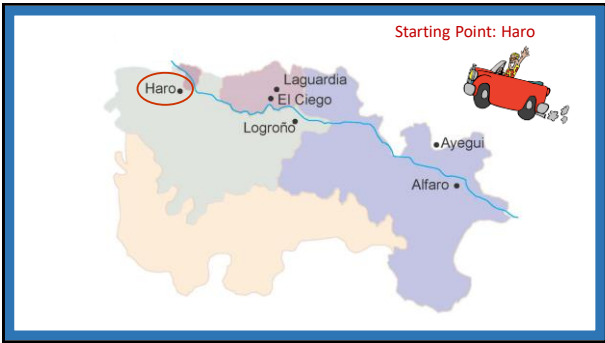 Starting Point: Haro
Laguardia
Haro
El Ciego
Logroño
Ayegui
Alfaro